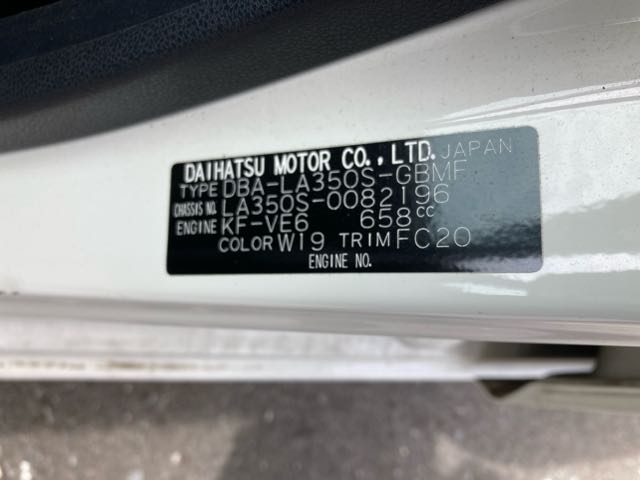 DAIHATSU MOTOR CO.,LTD. JAPAN
TYPE DBA-LA350S-GBMF
CHASSIS NO. LA350S-0082196
ENGINE KF-VE6 658cc
COLOR W19 TRIM FC20
ENGINE NO.